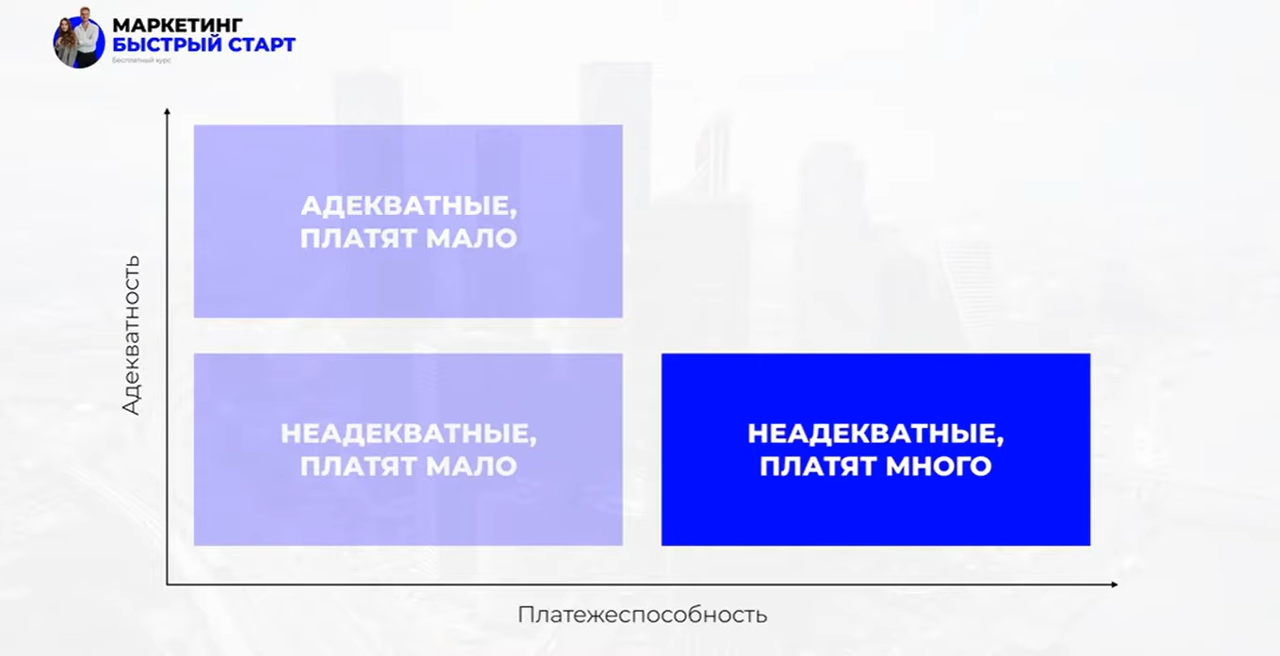 МАРКЕТИНГ
БЫСТРЫЙ СТАРТ
Бесплатный курс
АДЕКВАТНЫЕ,
ПЛАТЯТ МАЛО
Адекватность
НЕАДЕКВАТНЫЕ,
ПЛАТЯТ МАЛО
НЕАДЕКВАТНЫЕ,
ПЛАТЯТ МНОГО
Платежеспособность